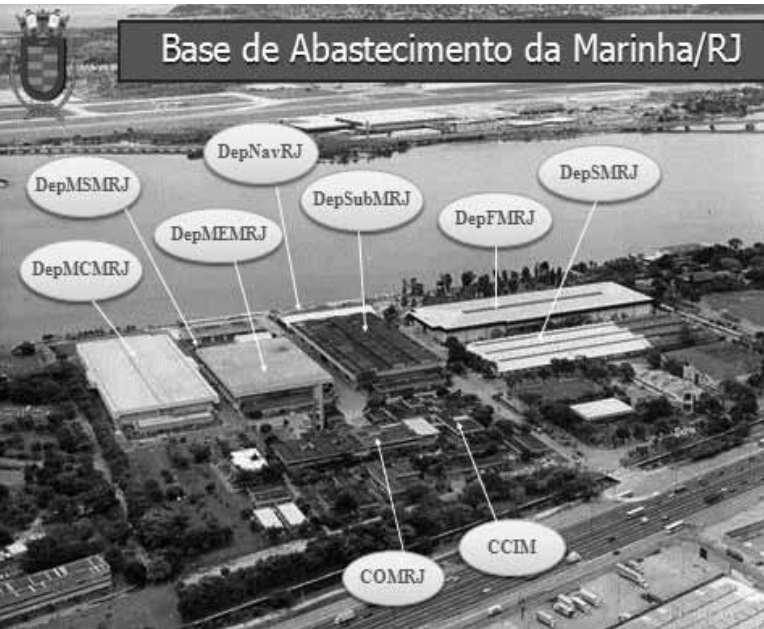 Base de Abastecimento da Marinha/RJ
DepNavRJ
DepMSMRJ
DepSubMRJ
DepSMRJ
DepMEMRJ
DepFMRJ
DepMCMRJ
CCIM
COMRJ